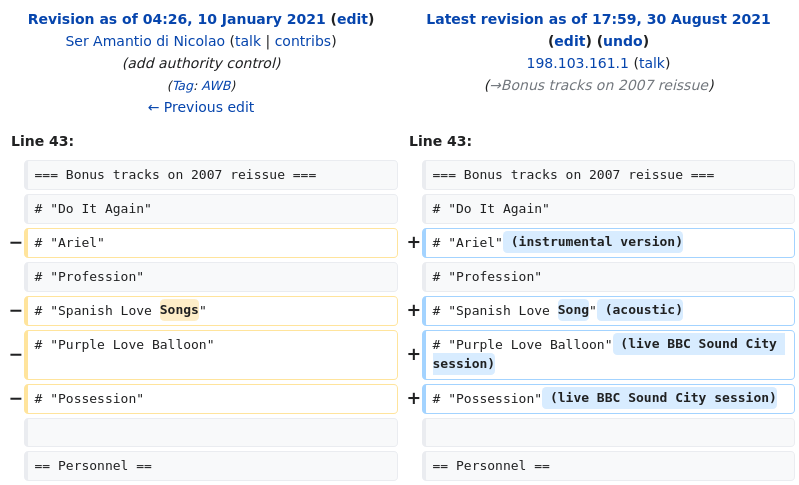 Revision as of 04:26, 10 January 2021 (edit)
Ser Amantio di Nicolao (talk | contribs)
(add authority control)
(Tag: AWB)
← Previous edit
Latest revision as of 17:59, 30 August 2021
(edit) (undo)
198.103.161.1 (talk)
(→Bonus tracks on 2007 reissue)
Line 43:
=== Bonus tracks on 2007 reissue ===
# "Do It Again"
− # "Ariel"
# "Profession"
− # "Spanish Love Songs"
− # "Purple Love Balloon"
− # "Possession"
== Personnel ==
Line 43:
=== Bonus tracks on 2007 reissue ===
# "Do It Again"
+ # "Ariel" (instrumental version)
# "Profession"
+ # "Spanish Love Song" (acoustic)
+ # "Purple Love Balloon" (live BBC Sound City
session)
+ # "Possession" (live BBC Sound City session)
== Personnel ==